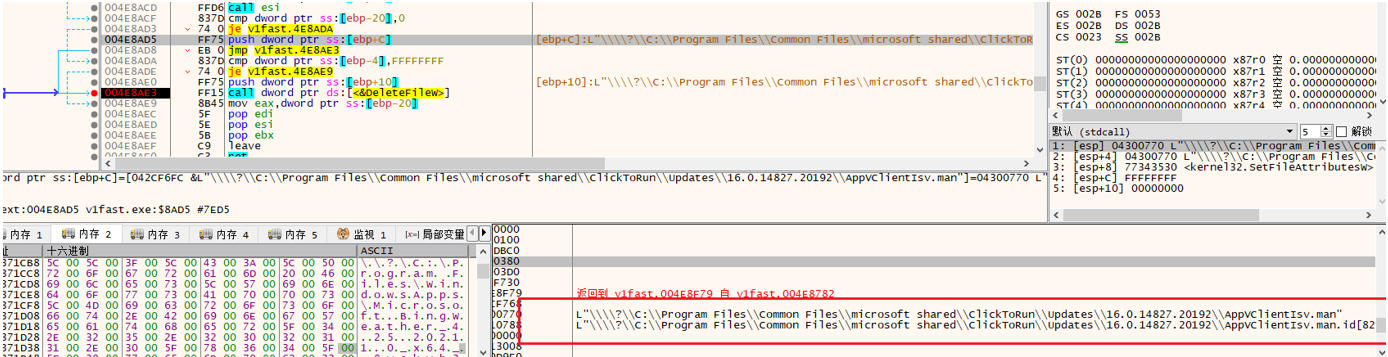 004E8ACD FFD6 call esi
004E8ACF 837D cmp dword ptr ss:[ebp-20],0
004E8AD3 74 0 je v1fast.4E8ADA
004E8AD5 FF75 push dword ptr ss:[ebp+C] [ebp+C]:L"\\\\?\\C:\\Program Files\\Common Files\\microsoft shared\\ClickToR
004E8AD8 EB 0 jmp v1fast.4E8AE3
004E8ADA 837D cmp dword ptr ss:[ebp-4],FFFFFFFF
004E8ADE 74 0 je v1fast.4E8AE9
004E8AE0 FF75 push dword ptr ss:[ebp+10] [ebp+10]:L"\\\\?\\C:\\Program Files\\Common Files\\microsoft shared\\ClickTo
004E8AE3 FF15 call dword ptr ds:[<&DeleteFileW>]
004E8AE9 8B45 mov eax,dword ptr ss:[ebp-20]
004E8AEC 5F pop edi
004E8AED 5E pop esi
004E8AEE 5B pop ebx
004E8AEF C9 leave
GS 002B FS 0053
ES 002B DS 002B
CS 0023 SS 002B
ST(0) 00000000000000000000 x87r0 空 0.000000000
ST(1) 00000000000000000000 x87r1 空 0.000000000
ST(2) 00000000000000000000 x87r2 空 0.000000000
ST(3) 00000000000000000000 x87r3 空 0.000000000
ST(4) 00000000000000000000 x87r4 空 0.000000000
默认 (stdcall) 5 解锁
1: [esp] 04300770 L"\\\\?\\C:\\Program Files\\Com
2: [esp+4] 04300770 L"\\\\?\\C:\\Program Files\\C
3: [esp+8] 77343530 <kernel32.SetFileAttributesW>
4: [esp+C] FFFFFFFF
5: [esp+10] 00000000
ord ptr ss:[ebp+C]=[042CF6FC &L"\\\\?\\C:\\Program Files\\Common Files\\microsoft shared\\ClickToRun\\Updates\\16.0.14827.20192\\AppVClientIsv.man"]=04300770 L"
ext:004E8AD5 v1fast.exe:$8AD5 #7ED5
内存 1 内存 2 内存 3 内存 4 内存 5 监视 1 [x=] 局部变量
址 十六进制 ASCII
371CB8 5C 00 5C 00 3F 00 5C 00 43 00 3A 00 5C 00 50 00 \.\.?.\.C.:.\.P.
371CC8 72 00 6F 00 67 00 72 00 61 00 6D 00 20 00 46 00 r.o.g.r.a.m. .F.
371CD8 69 00 6C 00 65 00 73 00 5C 00 57 00 69 00 6E 00 i.l.e.s.\.W.i.n.
371CE8 64 00 6F 00 77 00 73 00 41 00 70 00 70 00 73 00 d.o.w.s.A.p.p.s.
371CF8 5C 00 4D 00 69 00 63 00 72 00 6F 00 73 00 6F 00 \.M.i.c.r.o.s.o.
371D08 66 00 74 00 2E 00 42 00 69 00 6E 00 67 00 57 00 f.t...B.i.n.g.W.
371D18 65 00 61 00 74 00 68 00 65 00 72 00 5F 00 34 00 e.a.t.h.e.r._.4.
371D28 2E 00 32 00 35 00 2E 00 32 00 30 00 32 00 31 00 ..2.5...2.0.2.1.
371D38 31 00 2E 00 30 00 5F 00 78 00 36 00 34 00 5F 00 1...0._.x.6.4._.
0000
0100
DBC0
0380
03D0
F730
E8F79 返回到 v1fast.004E8F79 自 v1fast.004E8782
CF768
00770 L"\\\\?\\C:\\Program Files\\Common Files\\microsoft shared\\ClickToRun\\Updates\\16.0.14827.20192\\AppVClientIsv.man"
10788 L"\\\\?\\C:\\Program Files\\Common Files\\microsoft shared\\ClickToRun\\Updates\\16.0.14827.20192\\AppVClientIsv.man.id[82
00000
13008